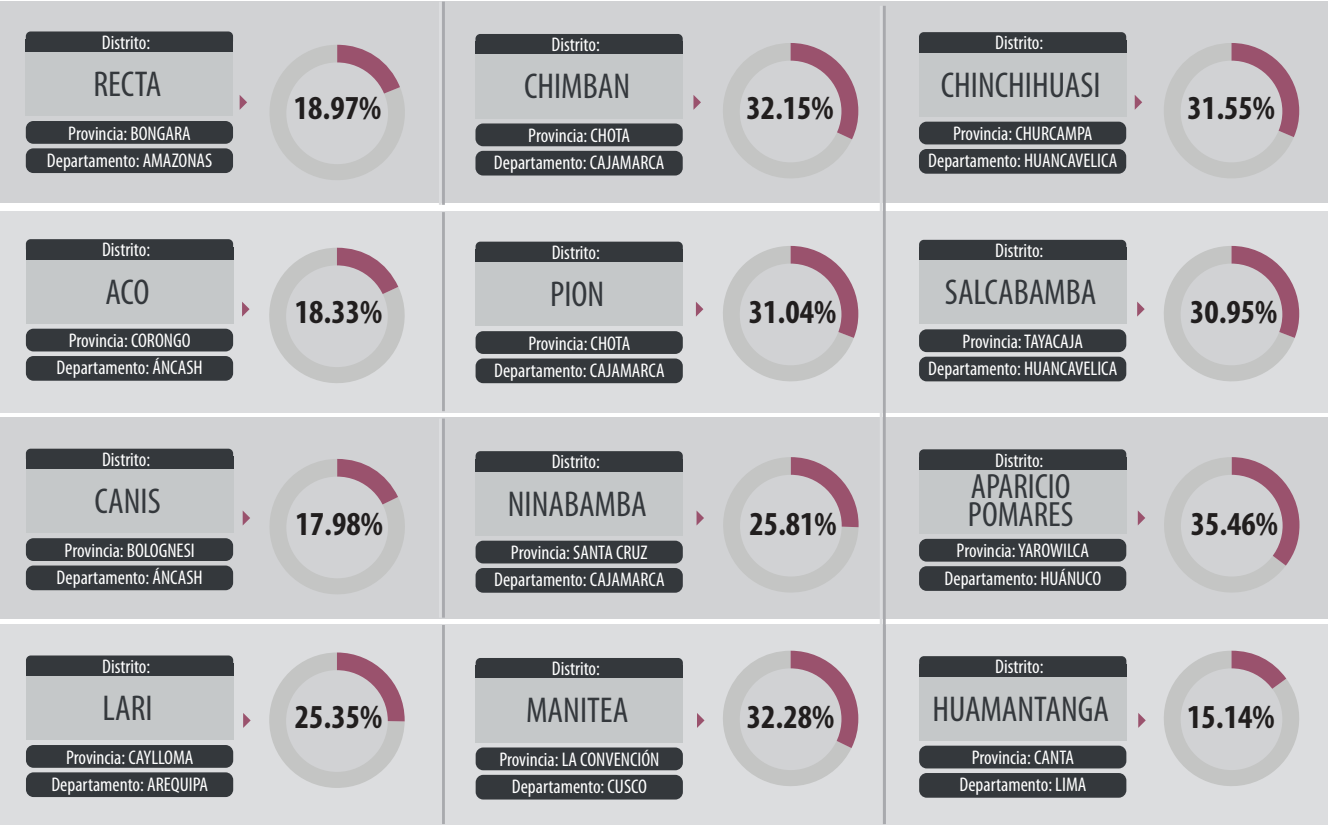 Distrito:
RECTA
Provincia: BONGARA
Departamento: AMAZONAS
18.97%
Distrito:
CHIMBAN
Provincia: CHOTA
Departamento: CAJAMARCA
32.15%
Distrito:
CHINCHIHUASI
Provincia: CHURCAMPA
Departamento: HUANCAVELICA
31.55%
Distrito:
ACO
Provincia: CORONGO
Departamento: ÁNCASH
18.33%
Distrito:
PION
Provincia: CHOTA
Departamento: CAJAMARCA
31.04%
Distrito:
SALCABAMBA
Provincia: TAYACAJA
Departamento: HUANCAVELICA
30.95%
Distrito:
CANIS
Provincia: BOLOGNESI
Departamento: ÁNCASH
17.98%
Distrito:
NINABAMBA
Provincia: SANTA CRUZ
Departamento: CAJAMARCA
25.81%
Distrito:
APARICIO
POMARES
Provincia: YAROWILCA
Departamento: HUÁNUCO
35.46%
Distrito:
LARI
Provincia: CAYLLOMA
Departamento: AREQUIPA
25.35%
Distrito:
MANITEA
Provincia: LA CONVENCIÓN
Departamento: CUSCO
32.28%
Distrito:
HUAMANTANGA
Provincia: CANTA
Departamento: LIMA
15.14%